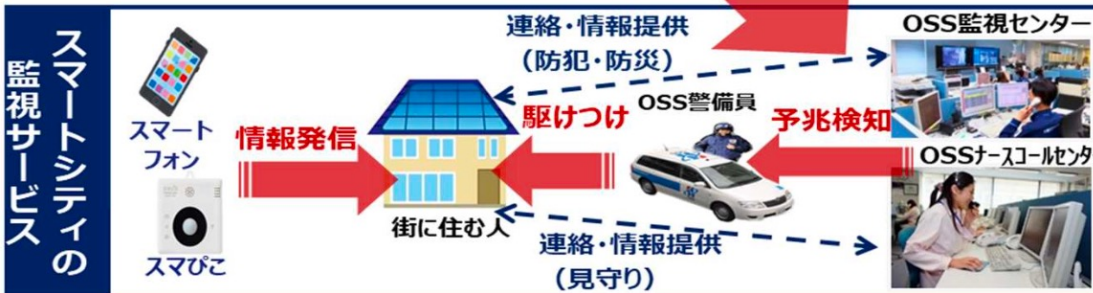 スマートシティの
監視サービス
スマート
フォン
スマぴこ
情報発信
街に住む人
連絡・情報提供
（防犯・防災）
駆けつけ
OSS警備員
予兆検知
連絡・情報提供
（見守り）
OSS監視センター
OSSナースコールセンタ